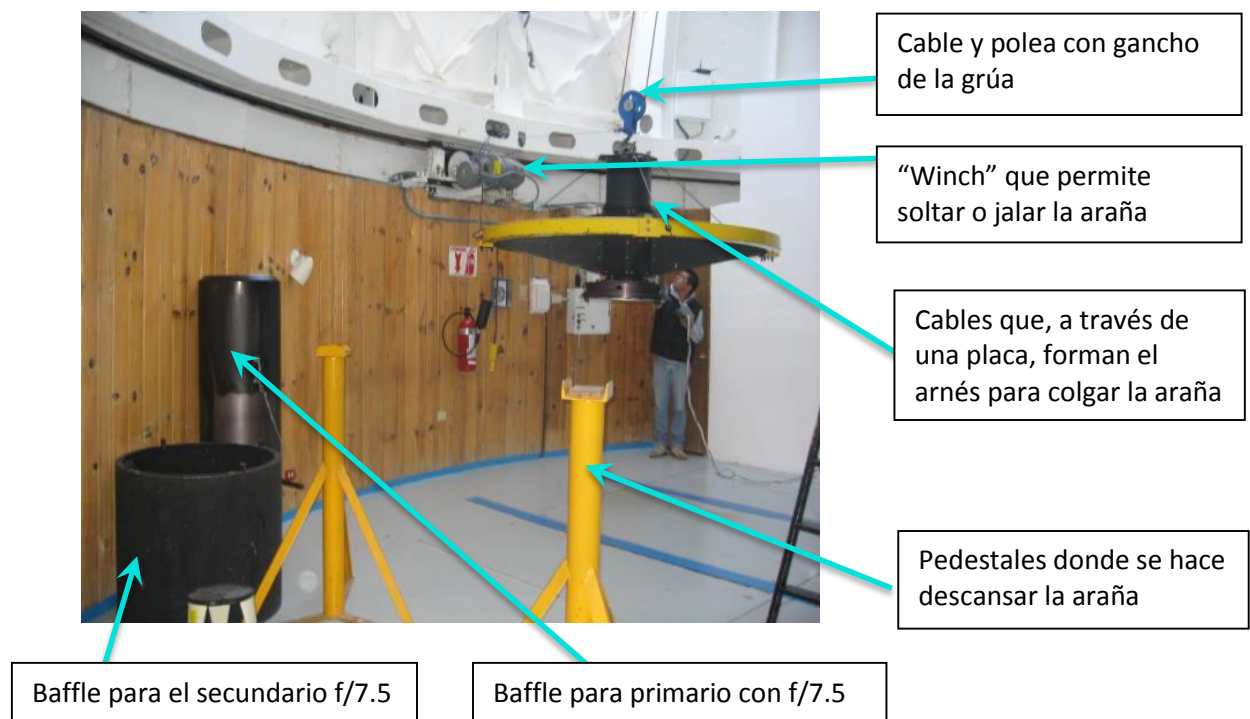 Cable y polea con gancho
de la grúa
“Winch” que permite
soltar o jalar la araña
Cables que, a través de
una placa, forman el
arnés para colgar la araña
Pedestales donde se hace
descansar la araña
Baffle para el secundario f/7.5
Baffle para primario con f/7.5